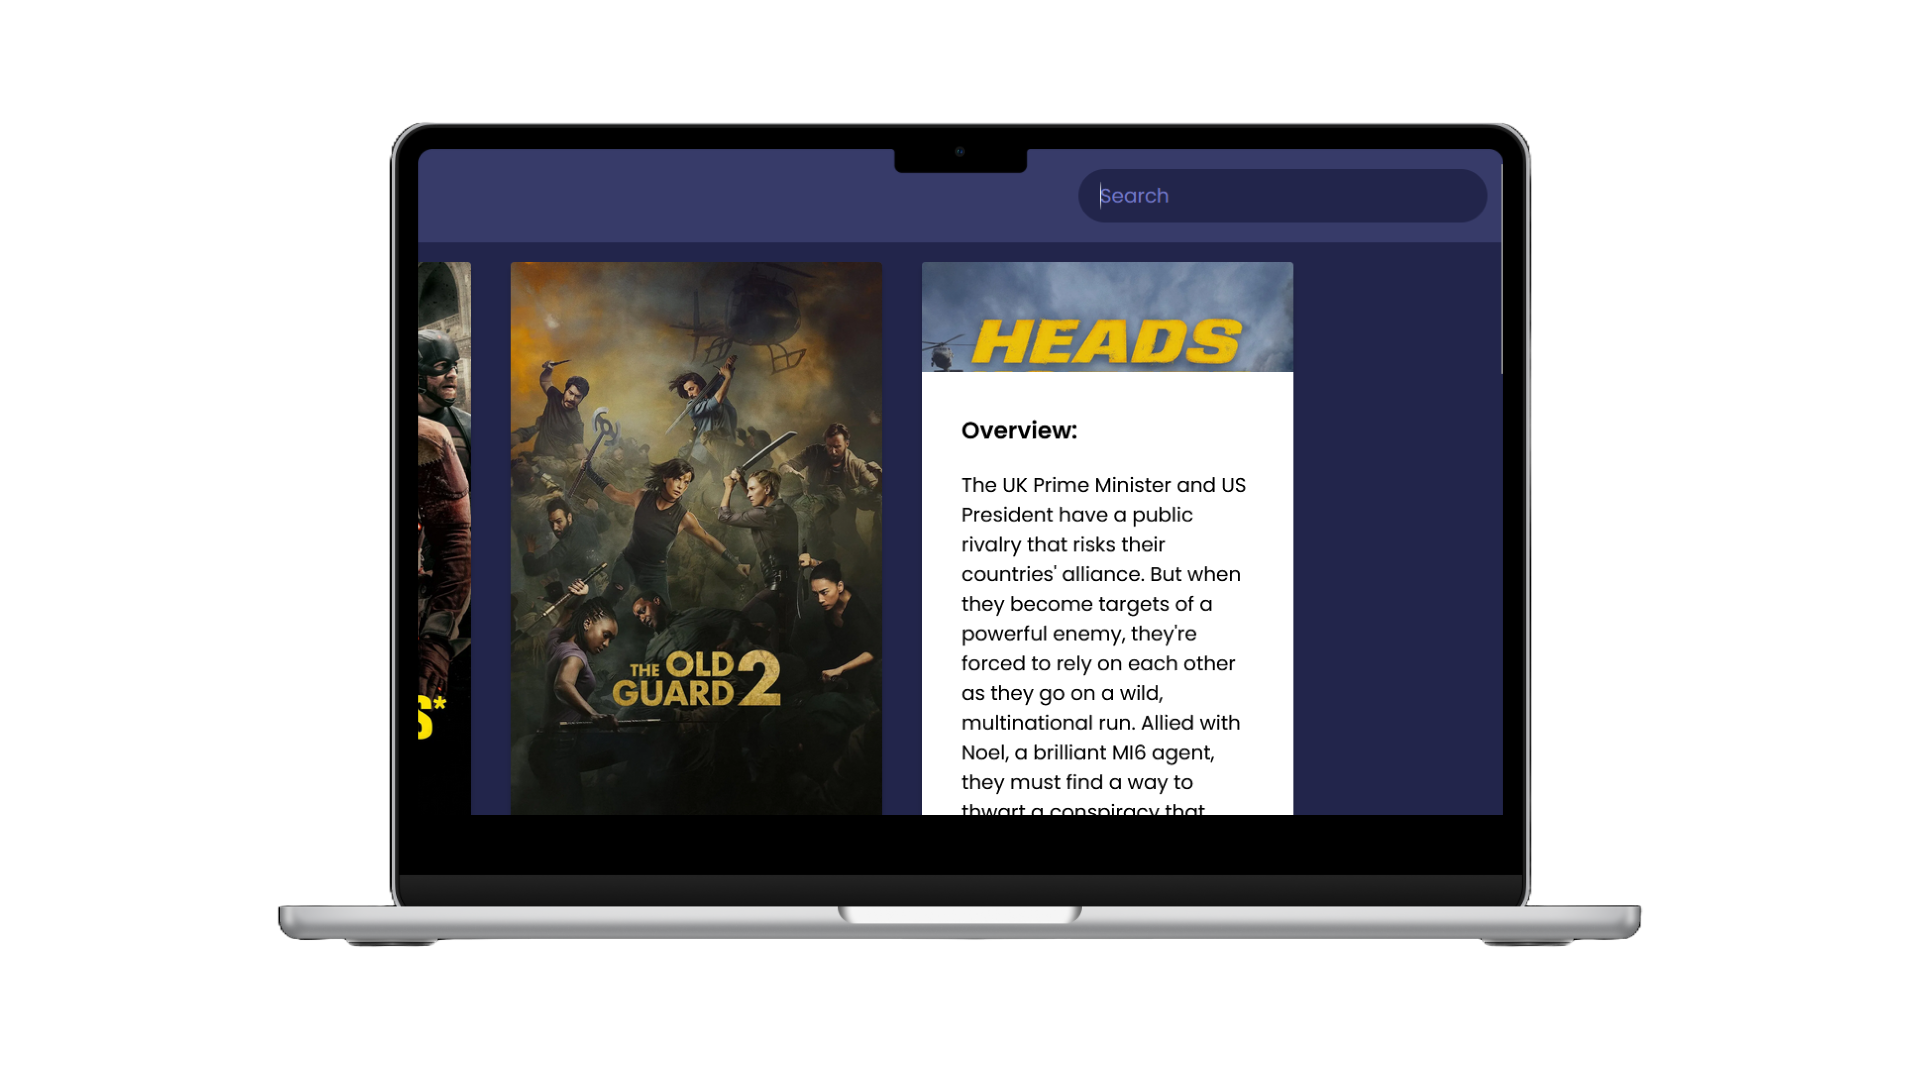 Search
S*
THE OLD
GUARD 2
HEADS
Overview:
The UK Prime Minister and US
President have a public
rivalry that risks their
countries' alliance. But when
they become targets of a
powerful enemy, they're
forced to rely on each other
as they go on a wild,
multinational run. Allied with
Noel, a brilliant MI6 agent,
they must find a way to
thwart a conspiracy that